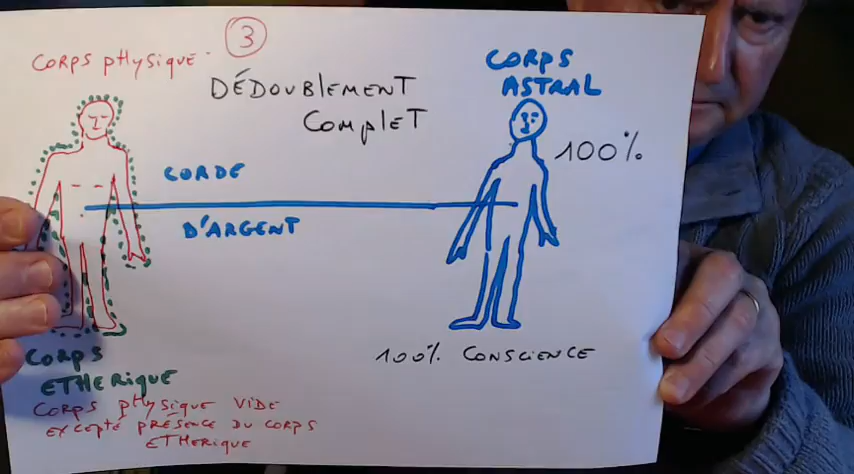 3
CORPS PHYSIQUE
DÉDOUBLEMENT
COMPLET
CORPS
ASTRAL
100%
CORDE
D'ARGENT
100% CONSCIENCE
CORPS
ETHERIQUE
CORPS PHYSIQUE VIDE
EXCEPTÉ PRÉSENCE DU CORPS
ETHERIQUE